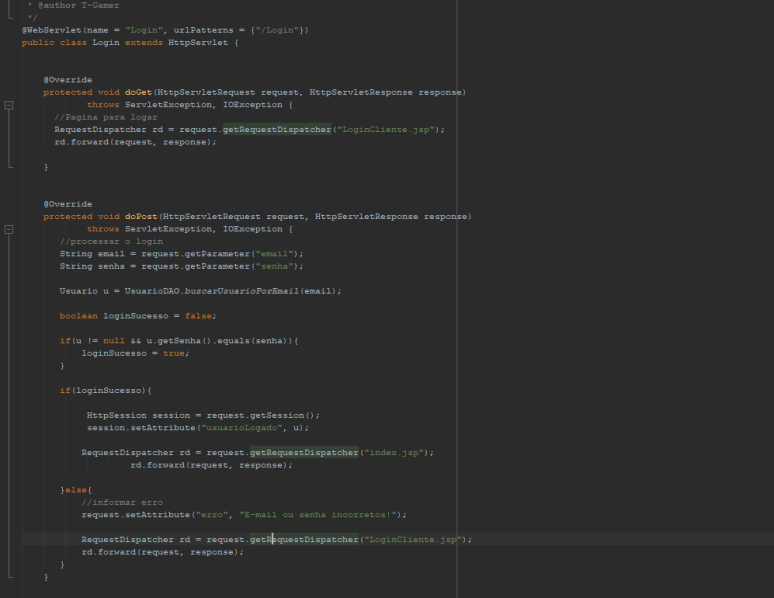 * @author T-Gamer
*/
@WebServlet(name = "Login", urlPatterns = {"/Login"})
public class Login extends HttpServlet {
@Override
protected void doGet(HttpServletRequest request, HttpServletResponse response)
throws ServletException, IOException {
//Pagina para logar
RequestDispatcher rd = request.getRequestDispatcher("LoginCliente.jsp");
rd.forward(request, response);
}
@Override
protected void doPost(HttpServletRequest request, HttpServletResponse response)
throws ServletException, IOException {
//processar o login
String email = request.getParameter("email");
String senha = request.getParameter("senha");
Usuario u = UsuarioDAO.buscarUsuarioPorEmail(email);
boolean loginSucesso = false;
if(u != null && u.getSenha().equals(senha)){
loginSucesso = true;
}
if(loginSucesso){
HttpSession session = request.getSession();
session.setAttribute("usuarioLogado", u);
RequestDispatcher rd = request.getRequestDispatcher("index.jsp");
rd.forward(request, response);
}else{
//informar erro
request.setAttribute("erro", "E-mail ou senha incorretos!");
RequestDispatcher rd = request.getRequestDispatcher("LoginCliente.jsp");
rd.forward(request, response);
}
}